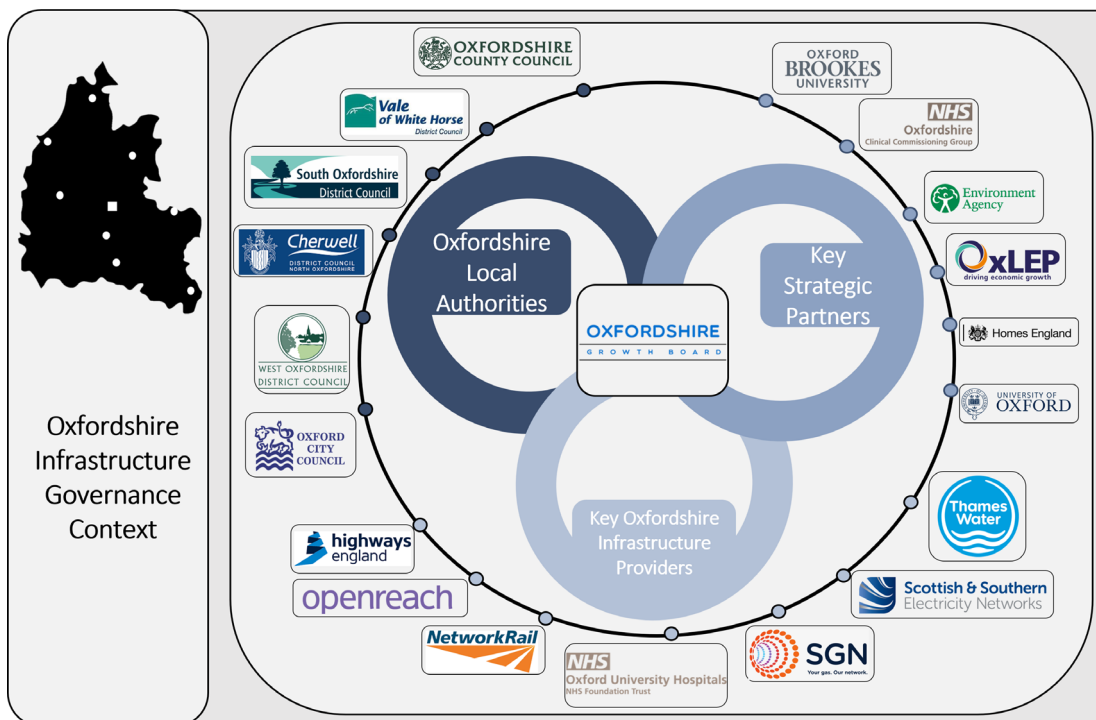 Oxfordshire
Infrastructure
Governance
Context
OXFORDSHIRE
COUNTY COUNCIL
Vale
of White Horse
District Council
South Oxfordshire
District Council
Cherwell
DISTRICT COUNCIL
NORTH OXFORDSHIRE
WEST OXFORDSHIRE
DISTRICT COUNCIL
OXFORD
CITY
COUNCIL
highways
england
openreach
NetworkRail
NHS
Oxford University Hospitals
NHS Foundation Trust
SGN
Your gas. Our network.
Scottish & Southern
Electricity Networks
Thames
Water
UNIVERSITY OF
OXFORD
Homes England
OxLEP
driving economic growth
Environment
Agency
NHS
Oxfordshire
Clinical Commissioning Group
OXFORD
BROOKES
UNIVERSITY
Oxfordshire
Local
Authorities
Key
Strategic
Partners
OXFORDSHIRE
GROWTH BOARD
Key Oxfordshire
Infrastructure
Providers